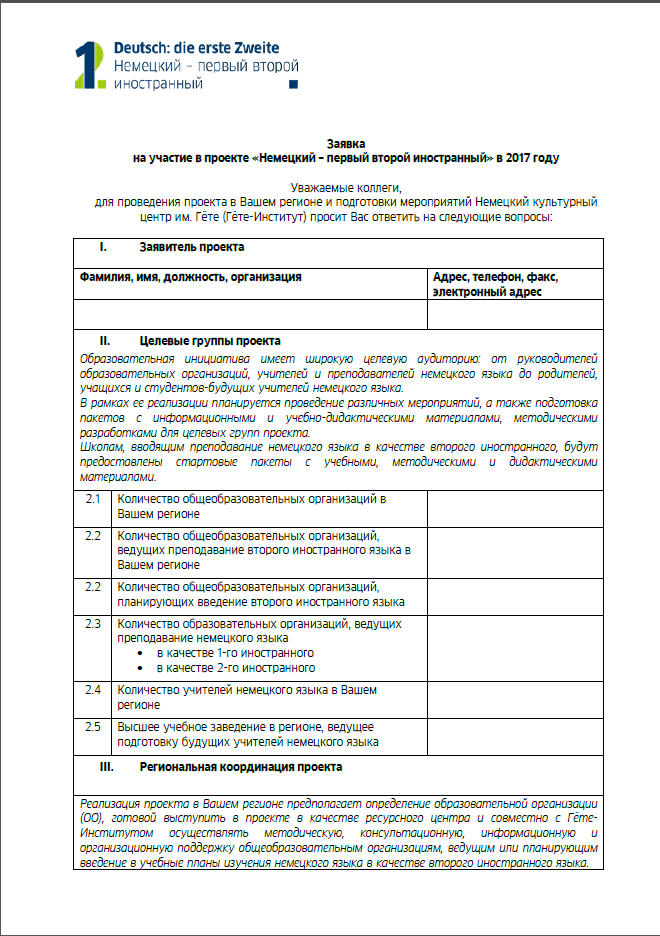 1.
Deutsch: die erste Zweite
Немецкий – первый второй
иностранный
Заявка
на участие в проекте «Немецкий – первый второй иностранный» в 2017 году
Уважаемые коллеги,
для проведения проекта в Вашем регионе и подготовки мероприятий Немецкий культурный
центр им. Гёте (Гёте-Институт) просит Вас ответить на следующие вопросы:
I. Заявитель проекта
Фамилия, имя, должность, организация
Адрес, телефон, факс,
электронный адрес
II. Целевые группы проекта
Образовательная инициатива имеет широкую целевую аудиторию: от руководителей
образовательных организаций, учителей и преподавателей немецкого языка до родителей,
учащихся и студентов-будущих учителей немецкого языка.
В рамках ее реализации планируется проведение различных мероприятий, а также подготовка
пакетов с информационными и учебно-дидактическими материалами, методическими
разработками для целевых групп проекта.
Школам, вводящим преподавание немецкого языка в качестве второго иностранного, будут
предоставлены стартовые пакеты с учебными, методическими и дидактическими
материалами.
2.1 Количество общеобразовательных организаций в
Вашем регионе
2.2 Количество общеобразовательных организаций,
ведущих преподавание второго иностранного языка в
Вашем регионе
2.2 Количество общеобразовательных организаций,
планирующих введение второго иностранного языка
2.3 Количество образовательных организаций, ведущих
преподавание немецкого языка
• в качестве 1-го иностранного
• в качестве 2-го иностранного
2.4 Количество учителей немецкого языка в Вашем
регионе
2.5 Высшее учебное заведение в регионе, ведущее
подготовку будущих учителей немецкого языка
III. Региональная координация проекта
Реализация проекта в Вашем регионе предполагает определение образовательной организации
(ОО), готовой выступить в проекте в качестве ресурсного центра и совместно с Гёте-
Институтом осуществлять методическую, консультационную, информационную и
организационную поддержку общеобразовательным организациям, ведущим или планирующим
введение в учебные планы изучения немецкого языка в качестве второго иностранного языка.